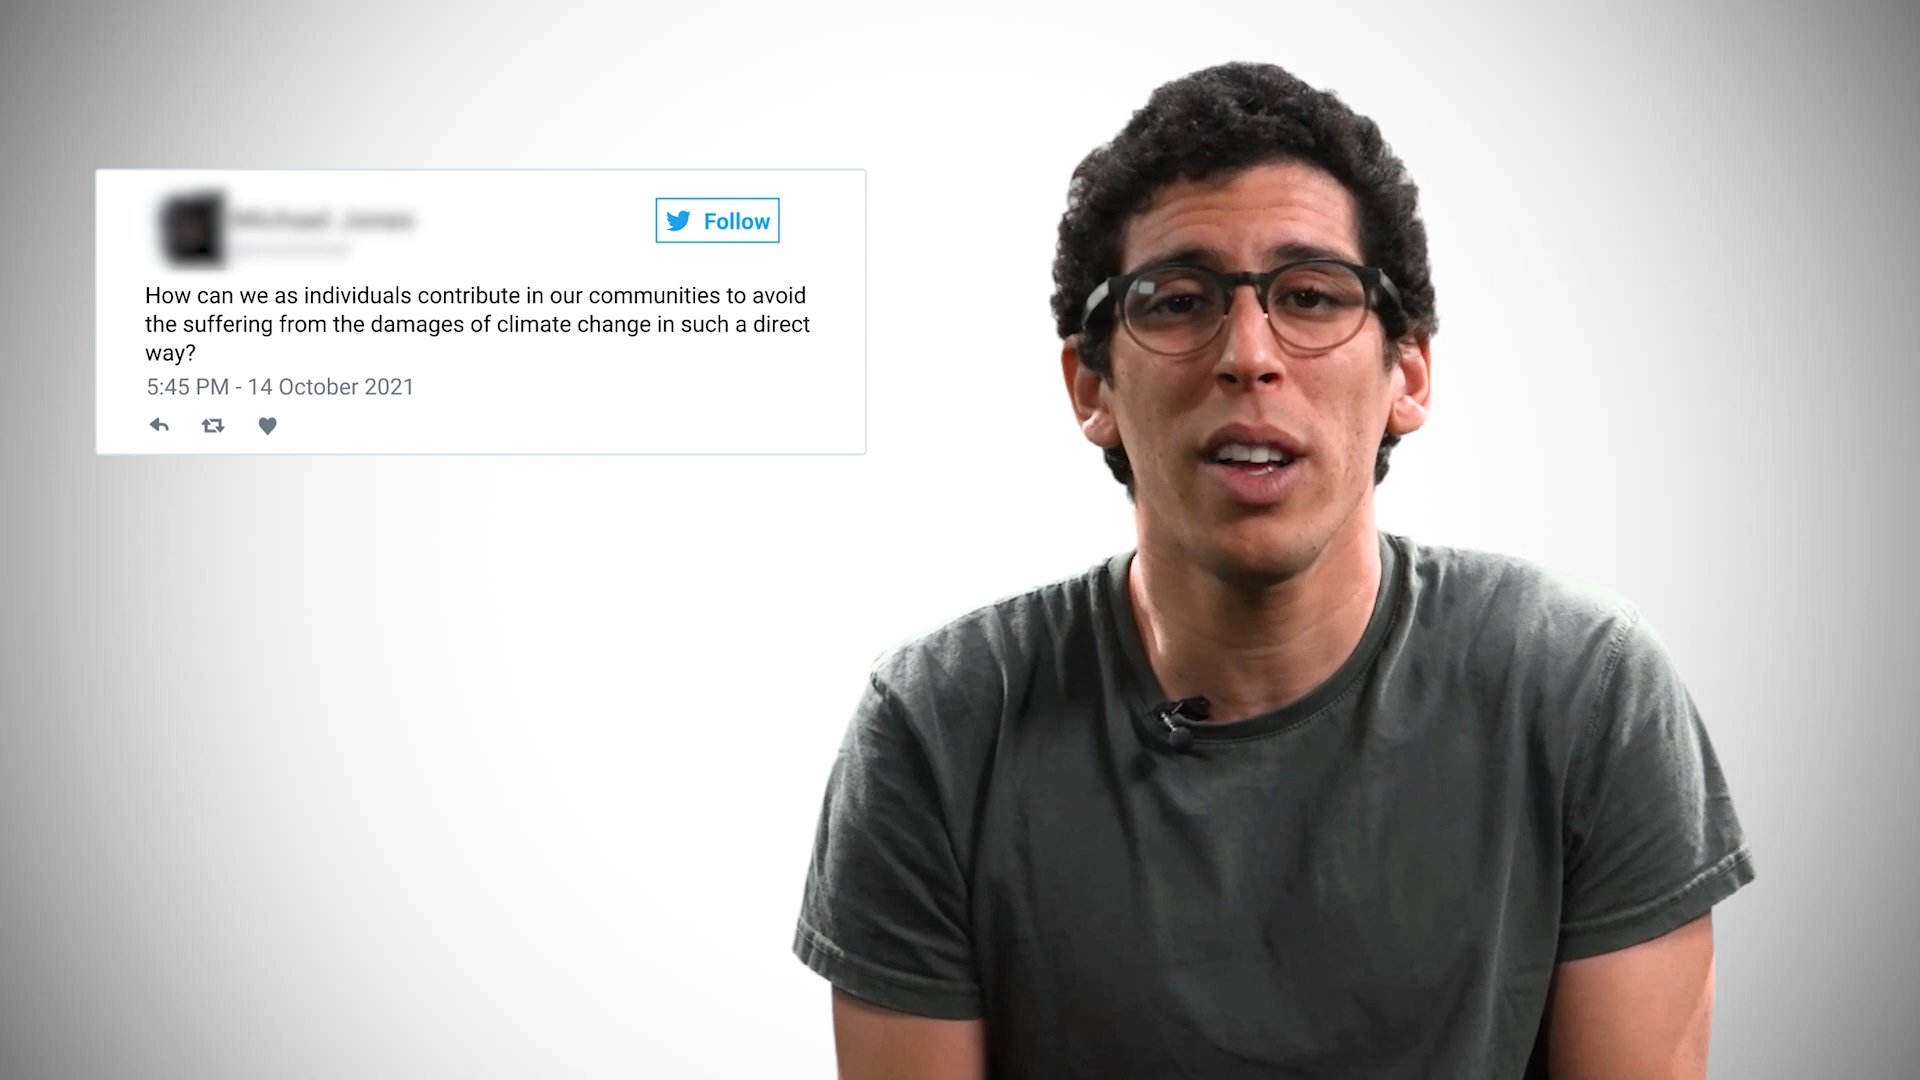 Follow
How can we as individuals contribute in our communities to avoid
the suffering from the damages of climate change in such a direct
way?
5:45 PM - 14 October 2021